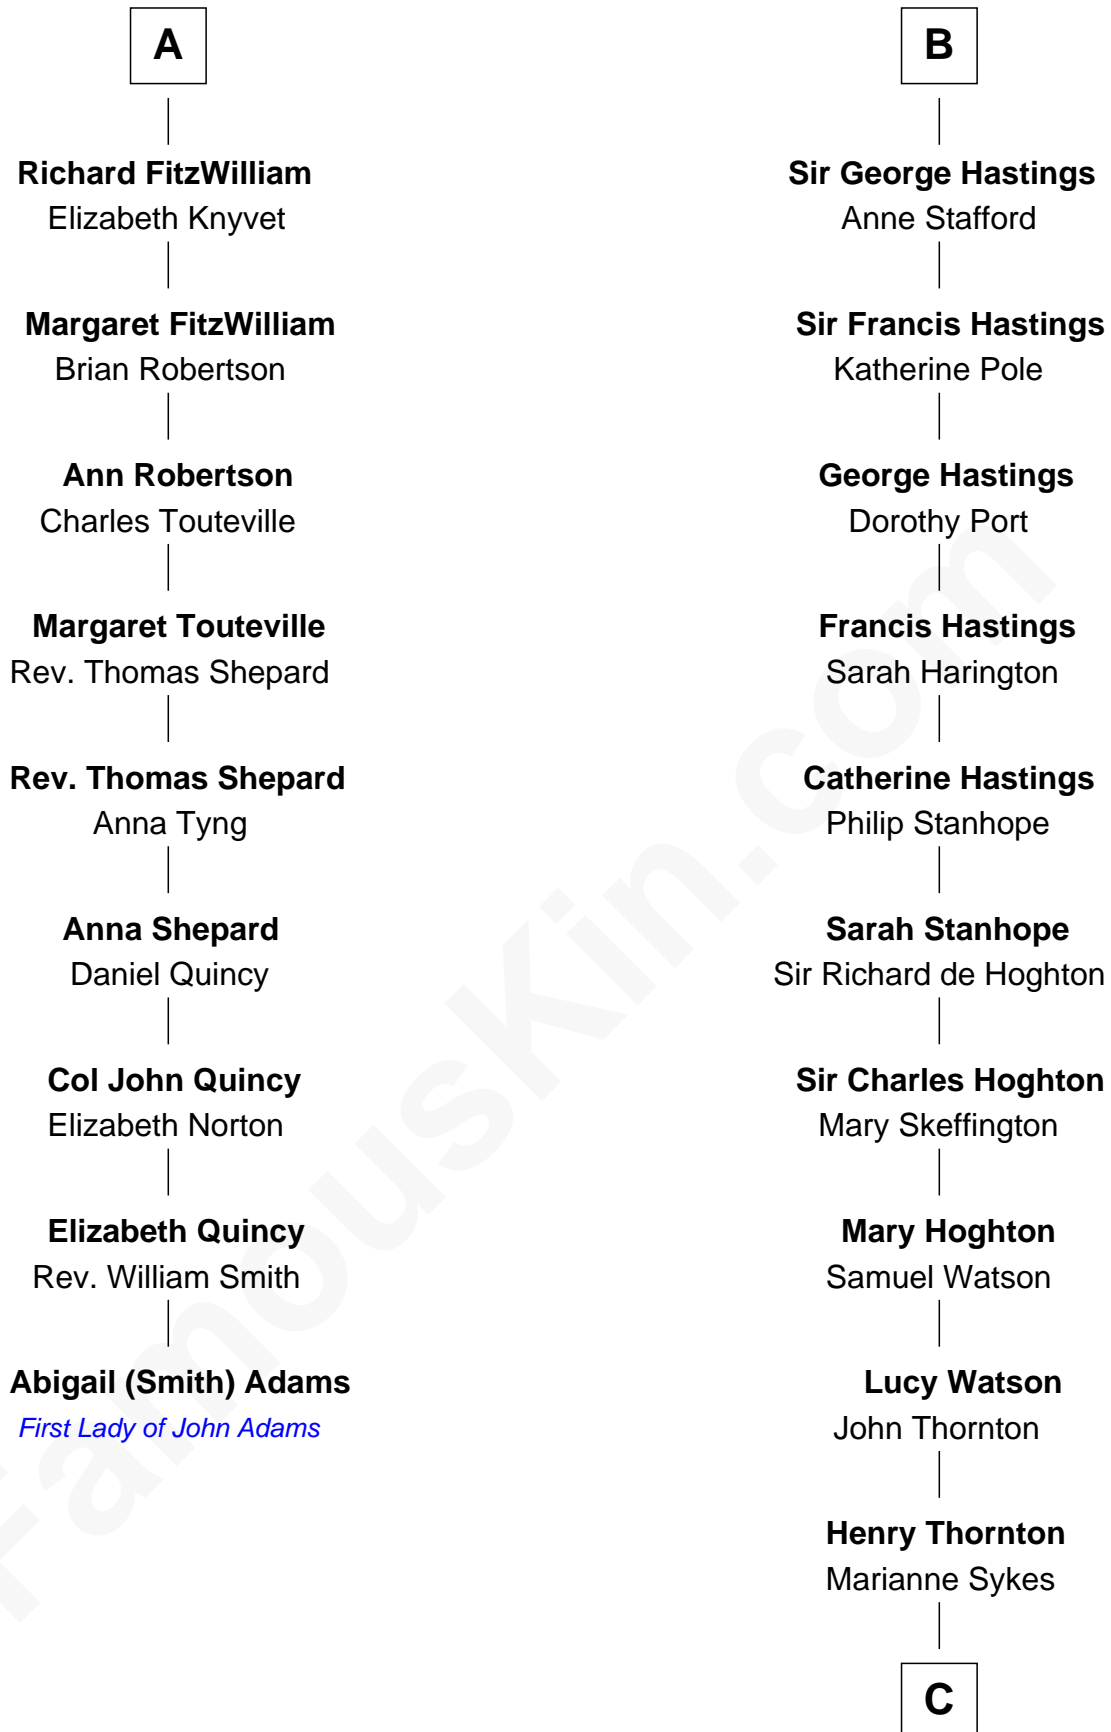 A
Richard FitzWilliam
Elizabeth Knyvet
Margaret FitzWilliam
Brian Robertson
Ann Robertson
Charles Touteville
Margaret Touteville
Rev. Thomas Shepard
Rev. Thomas Shepard
Anna Tyng
Anna Shepard
Daniel Quincy
Col John Quincy
Elizabeth Norton
Elizabeth Quincy
Rev. William Smith
Abigail (Smith) Adams
First Lady of John Adams
B
Sir George Hastings
Anne Stafford
Sir Francis Hastings
Katherine Pole
George Hastings
Dorothy Port
Francis Hastings
Sarah Harington
Catherine Hastings
Philip Stanhope
Sarah Stanhope
Sir Richard de Hoghton
Sir Charles Hoghton
Mary Skeffington
Mary Hoghton
Samuel Watson
Lucy Watson
John Thornton
Henry Thornton
Marianne Sykes
C
FamousKin.com